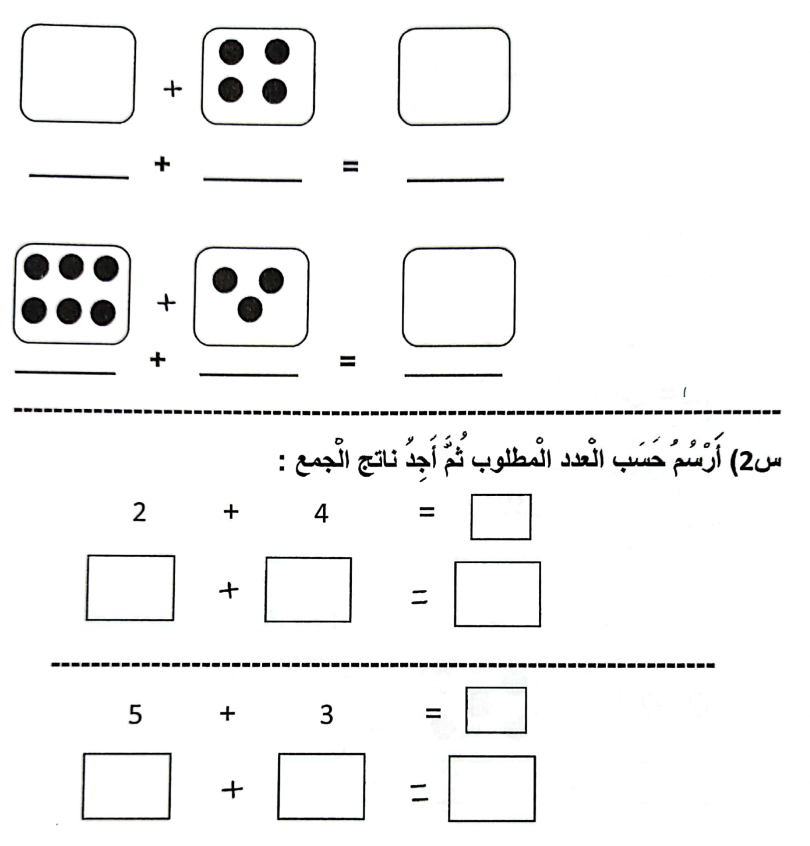 +
+ =
+
+ =
س2) أَرْسُمُ حَسَب الْعدد الْمطلوب ثُمَّ أَجِدُ ناتج الْجمع :
2 + 4 =
+ =
5 + 3 =
+ =